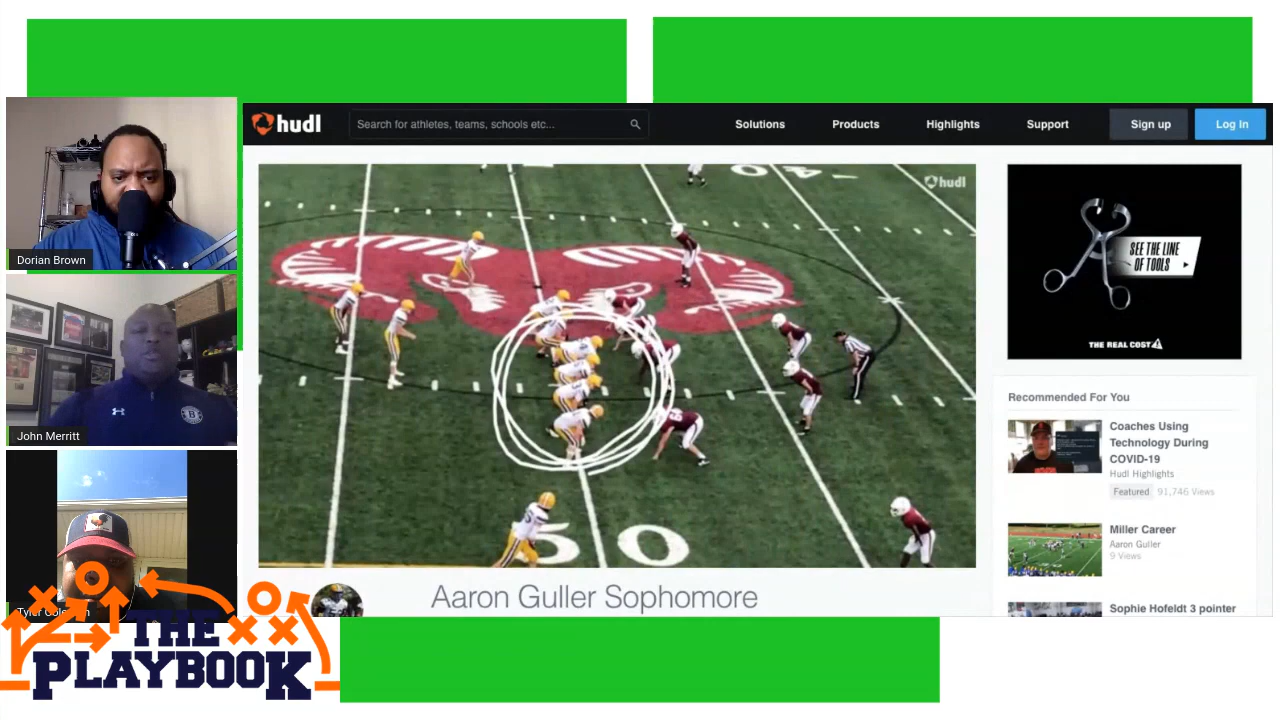 hudl
Search for athletes, teams, schools etc...
Solutions
Products
Highlights
Support
Sign up
Log In
hudl
Dorian Brown
John Merritt
50
SEE THE LINE
OF TOOLS
THE REAL COST
Recommended For You
Coaches Using
Technology During
COVID-19
Hudl Highlights
Featured 91,746 Views
Miller Career
Aaron Guller
9 Views
Sophie Hofeldt 3 pointer
Aaron Guller Sophomore
THE
PLAYBOOK